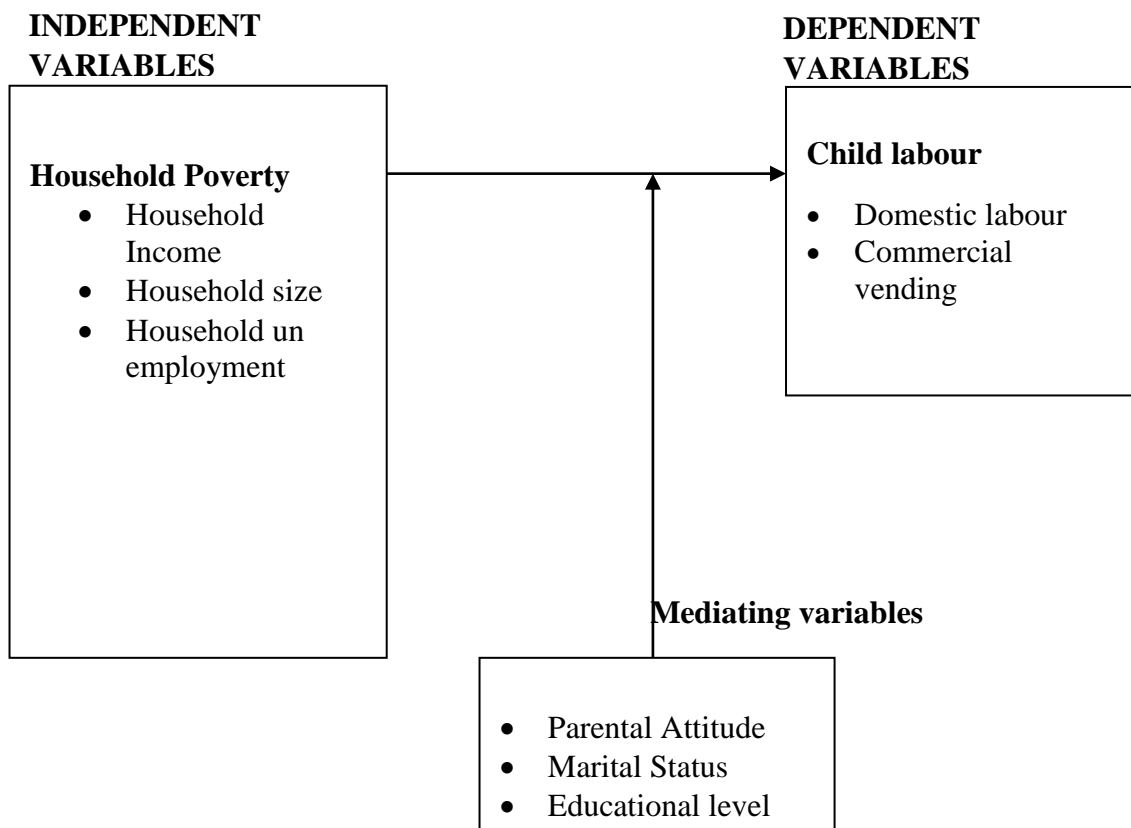 INDEPENDENT
VARIABLES
Household Poverty
• Household
Income
• Household size
• Household un
employment
DEPENDENT
VARIABLES
Child labour
• Domestic labour
• Commercial
vending
Mediating variables
• Parental Attitude
• Marital Status
• Educational level